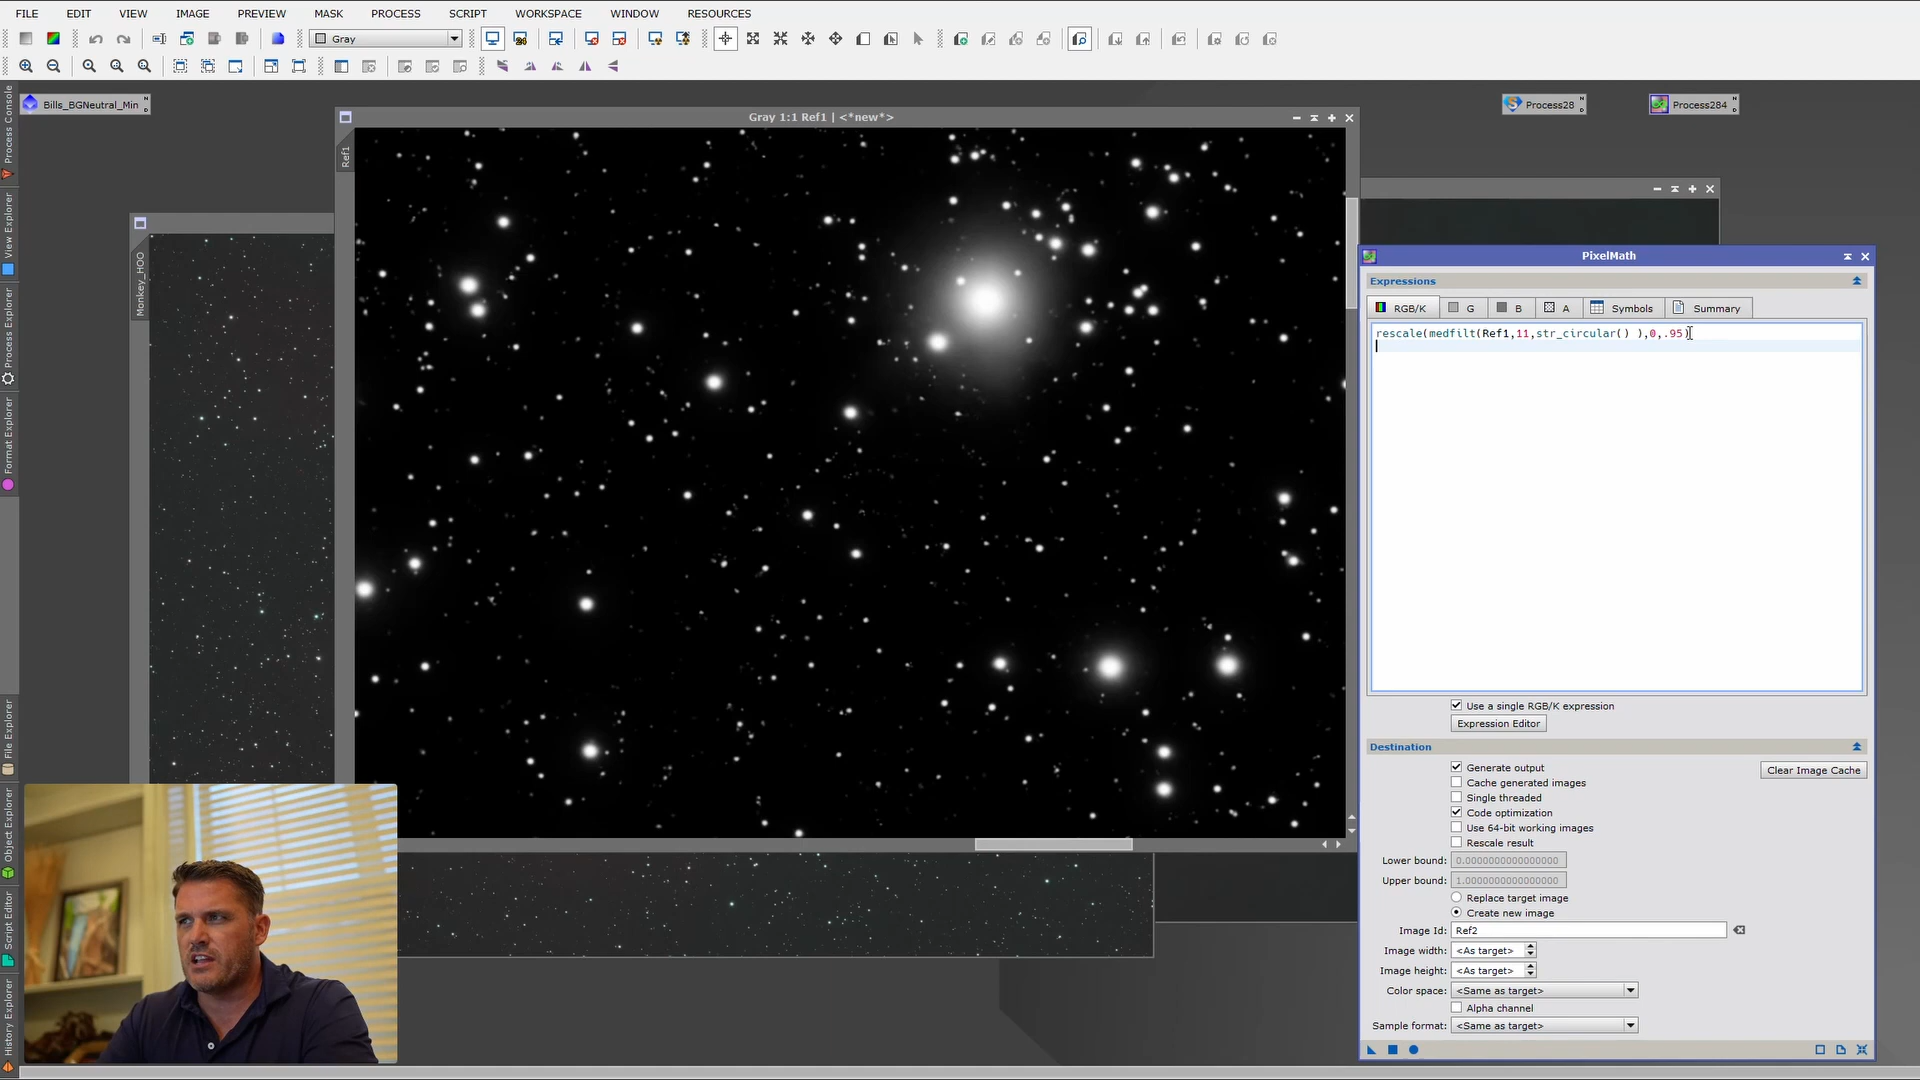 FILE EDIT VIEW IMAGE PREVIEW MASK PROCESS SCRIPT WORKSPACE WINDOW RESOURCES
Gray
Bills_BGNeutral_Min
Process28
Process284
Gray 1:1 Ref1 | <*new*>
Ref1
Monkey_HOO
Process Console
View Explorer
Process Explorer
Format Explorer
File Explorer
Object Explorer
Script Editor
History Explorer
PixelMath
Expressions
RGB/K G B A Symbols Summary
rescale(medfilt(Ref1,11,str_circular() ),0,.95)
Use a single RGB/K expression
Expression Editor
Destination
Generate output
Clear Image Cache
Cache generated images
Single threaded
Code optimization
Use 64-bit working images
Rescale result
Lower bound: 0.0000000000000000
Upper bound: 1.0000000000000000
Replace target image
Create new image
Image Id: Ref2
Image width: <As target>
Image height: <As target>
Color space: <Same as target>
Alpha channel
Sample format: <Same as target>